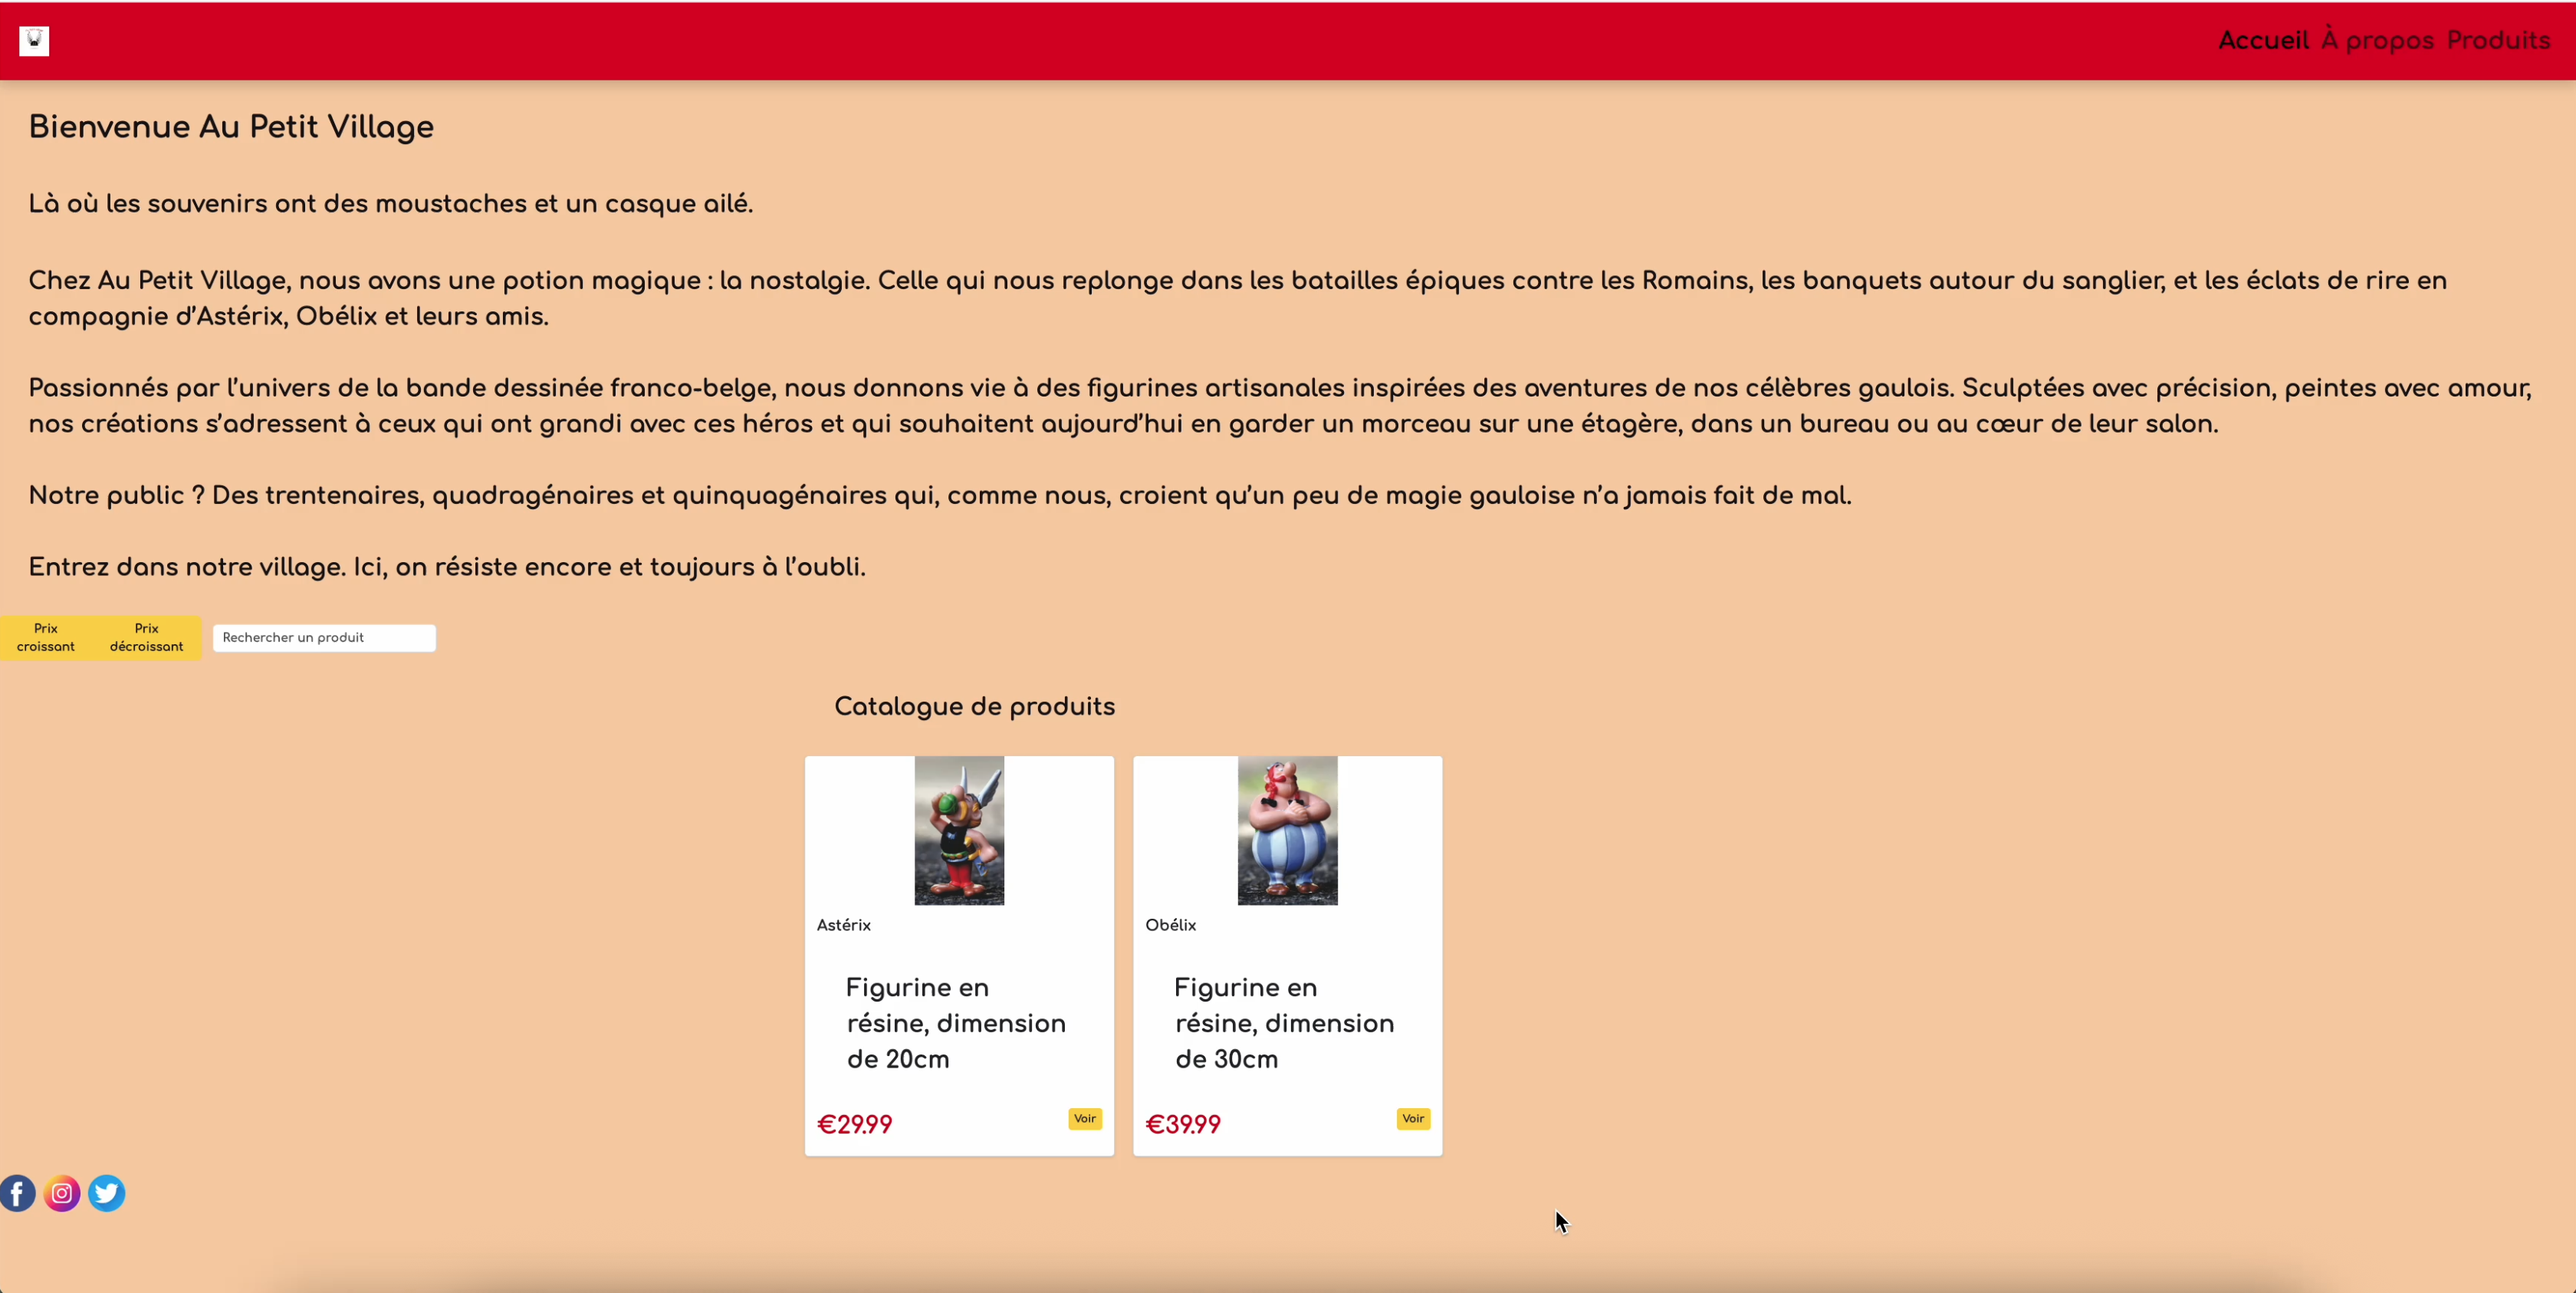 Accueil À propos Produits
Bienvenue Au Petit Village
Là où les souvenirs ont des moustaches et un casque ailé.
Chez Au Petit Village, nous avons une potion magique : la nostalgie. Celle qui nous replonge dans les batailles épiques contre les Romains, les banquets autour du sanglier, et les éclats de rire en
compagnie d’Astérix, Obélix et leurs amis.
Passionnés par l’univers de la bande dessinée franco-belge, nous donnons vie à des figurines artisanales inspirées des aventures de nos célèbres gaulois. Sculptées avec précision, peintes avec amour,
nos créations s’adressent à ceux qui ont grandi avec ces héros et qui souhaitent aujourd’hui en garder un morceau sur une étagère, dans un bureau ou au cœur de leur salon.
Notre public ? Des trentenaires, quadragénaires et quinquagénaires qui, comme nous, croient qu’un peu de magie gauloise n’a jamais fait de mal.
Entrez dans notre village. Ici, on résiste encore et toujours à l’oubli.
Prix
croissant
Prix
décroissant
Rechercher un produit
Catalogue de produits
Astérix
Figurine en
résine, dimension
de 20cm
€29.99
Voir
Obélix
Figurine en
résine, dimension
de 30cm
€39.99
Voir